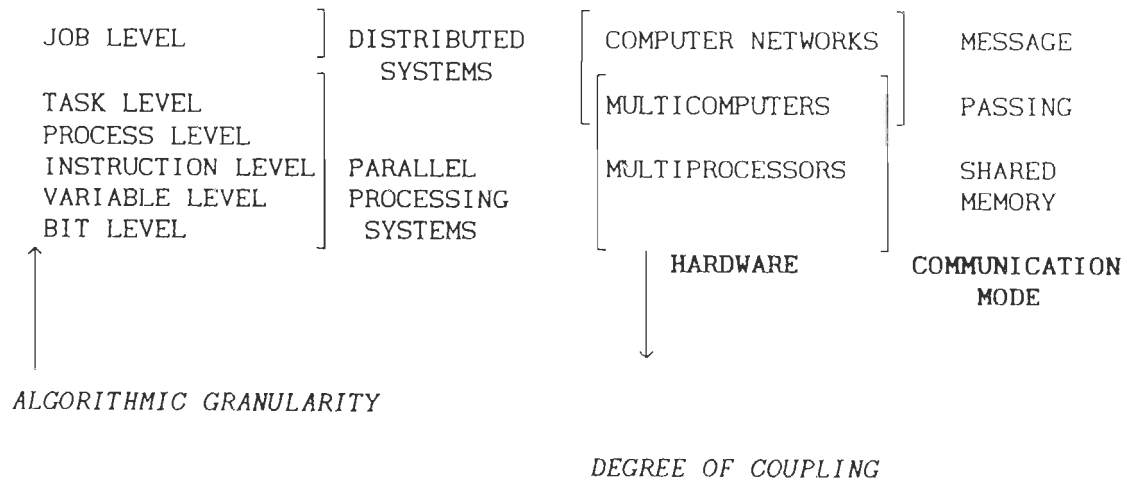 JOB LEVEL DISTRIBUTED COMPUTER NETWORKS MESSAGE
SYSTEMS
TASK LEVEL MULTICOMPUTERS PASSING
PROCESS LEVEL
INSTRUCTION LEVEL PARALLEL MULTIPROCESSORS SHARED
VARIABLE LEVEL PROCESSING MEMORY
BIT LEVEL SYSTEMS
HARDWARE COMMUNICATION
MODE
ALGORITHMIC GRANULARITY
DEGREE OF COUPLING